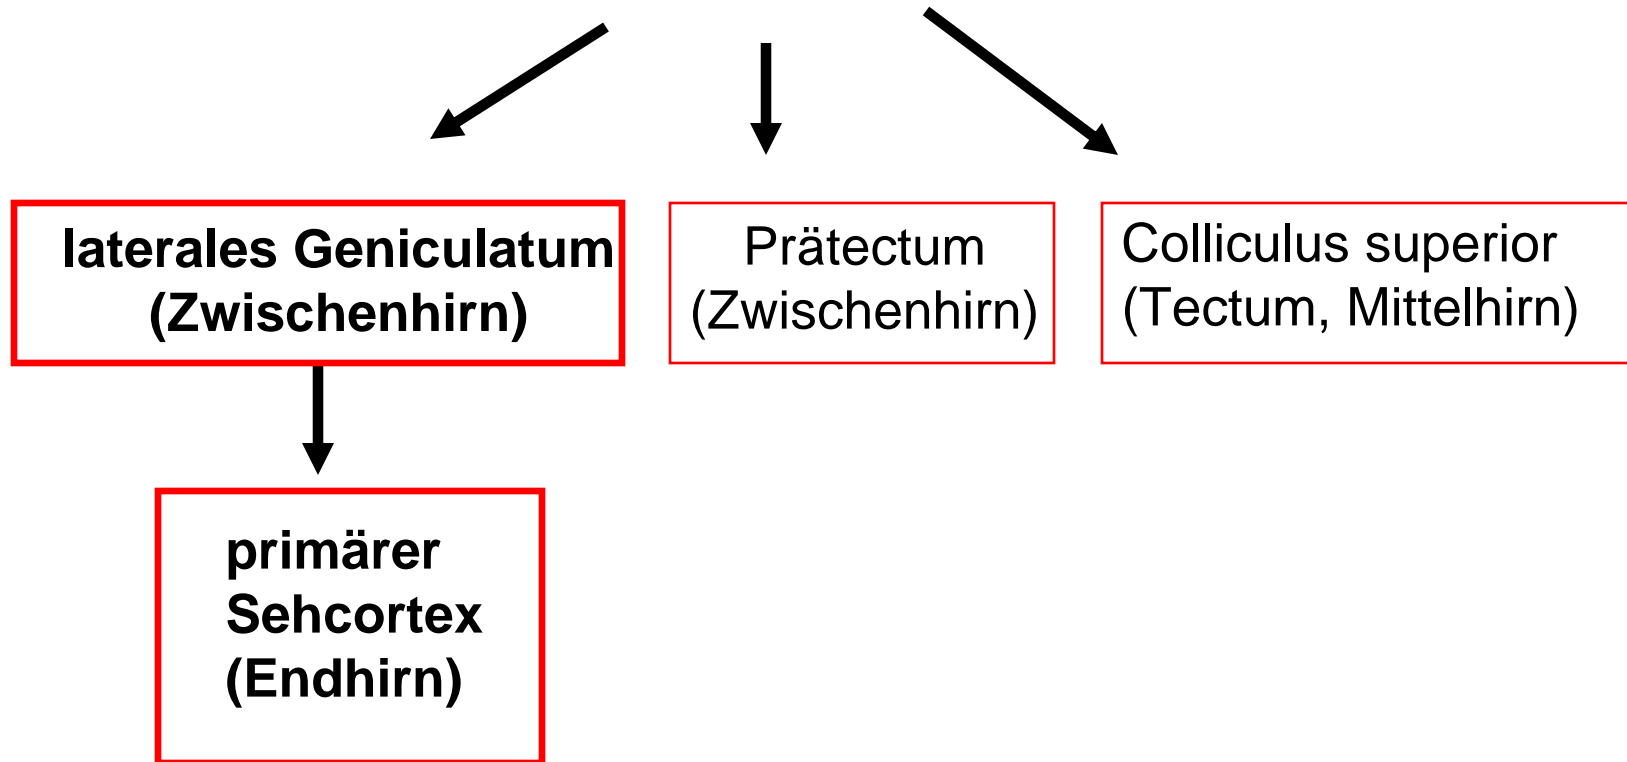 laterales Geniculatum
(Zwischenhirn)
Prätectum
(Zwischenhirn)
Colliculus superior
(Tectum, Mittelhirn)
primärer
Sehcortex
(Endhirn)